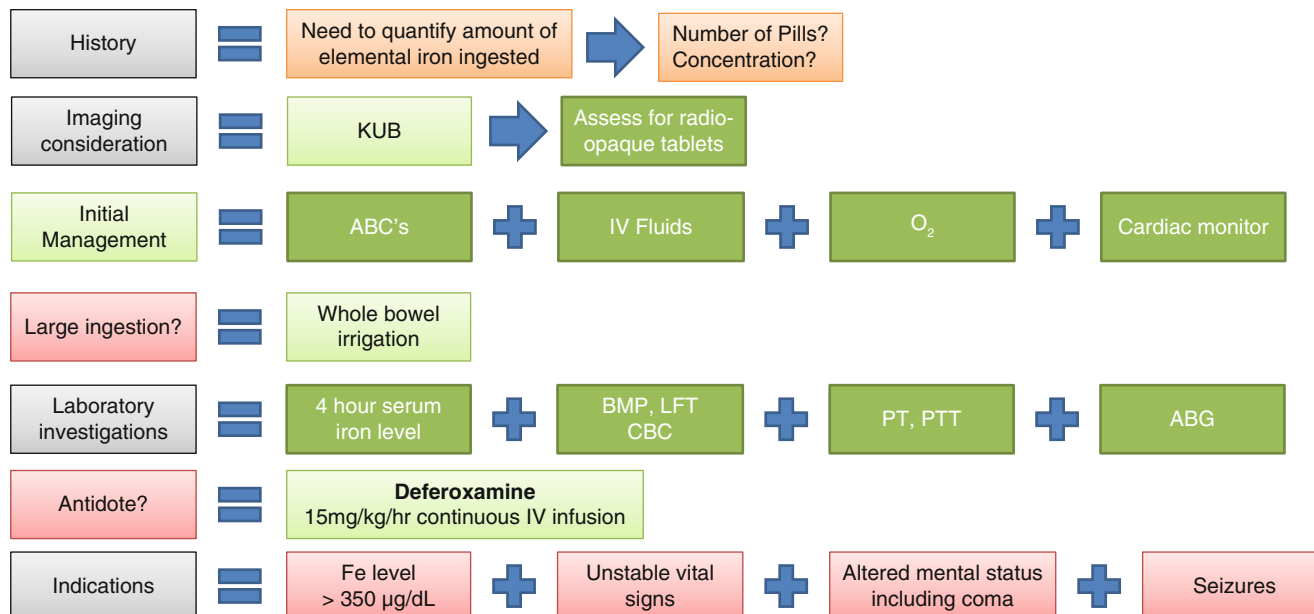 History
Need to quantify amount of
elemental iron ingested
Number of Pills?
Concentration?
Imaging
consideration
KUB
Assess for radio-
opaque tablets
Initial
Management
ABC's
IV Fluids
O₂
Cardiac monitor
Large ingestion?
Whole bowel
irrigation
Laboratory
investigations
4 hour serum
iron level
BMP, LFT
CBC
PT, PTT
ABG
Antidote?
Deferoxamine
15mg/kg/hr continuous IV infusion
Indications
Fe level
> 350 µg/dL
Unstable vital
signs
Altered mental status
including coma
Seizures